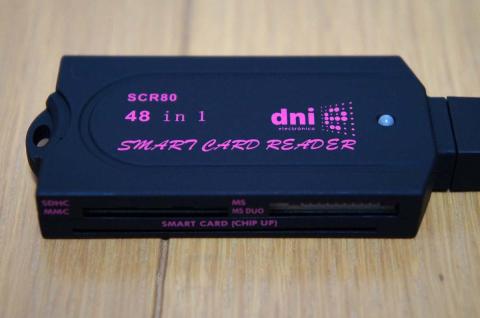 SCR80
48 in 1
dni
electrónica
SMART CARD READER
SDHC
MMC
MS
MS DUO
SMART CARD (CHIP UP)